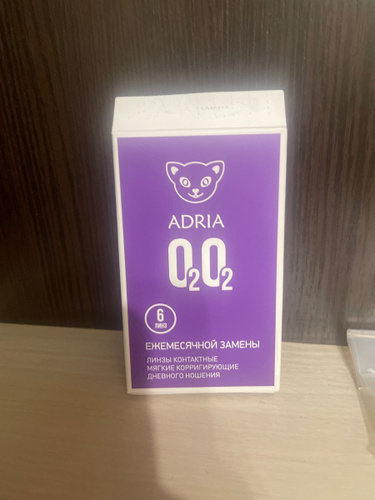 ADRIA
O2O2
6
ЛИНЗ
ЕЖЕМЕСЯЧНОЙ ЗАМЕНЫ
ЛИНЗЫ КОНТАКТНЫЕ
МЯГКИЕ КОРРИГИРУЮЩИЕ
ДНЕВНОГО НОШЕНИЯ